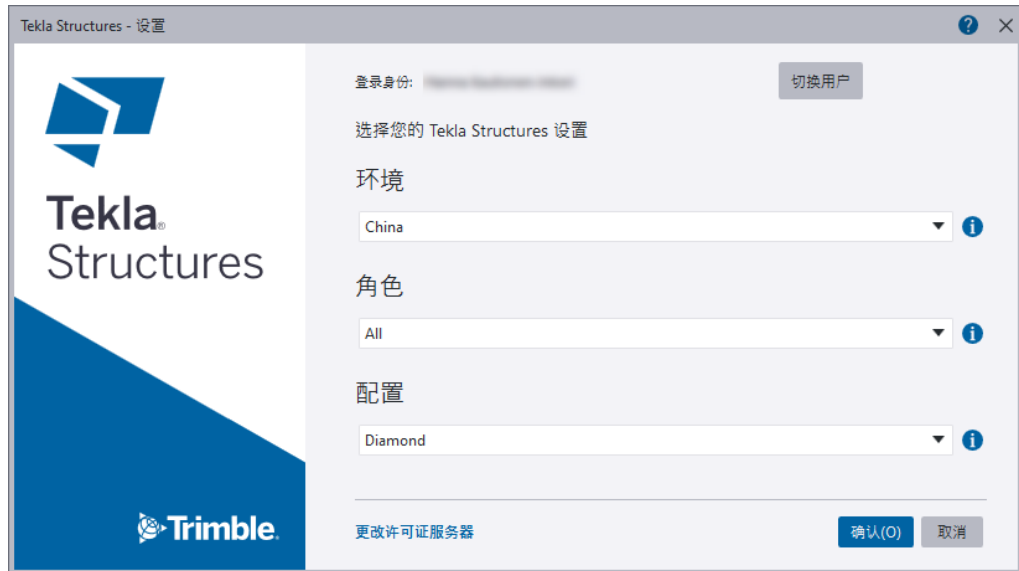 Tekla Structures - 设置
登录身份:
切换用户
选择您的 Tekla Structures 设置
环境
China
角色
All
配置
Diamond
更改许可证服务器
确认(O)
取消
Tekla®
Structures
Trimble.